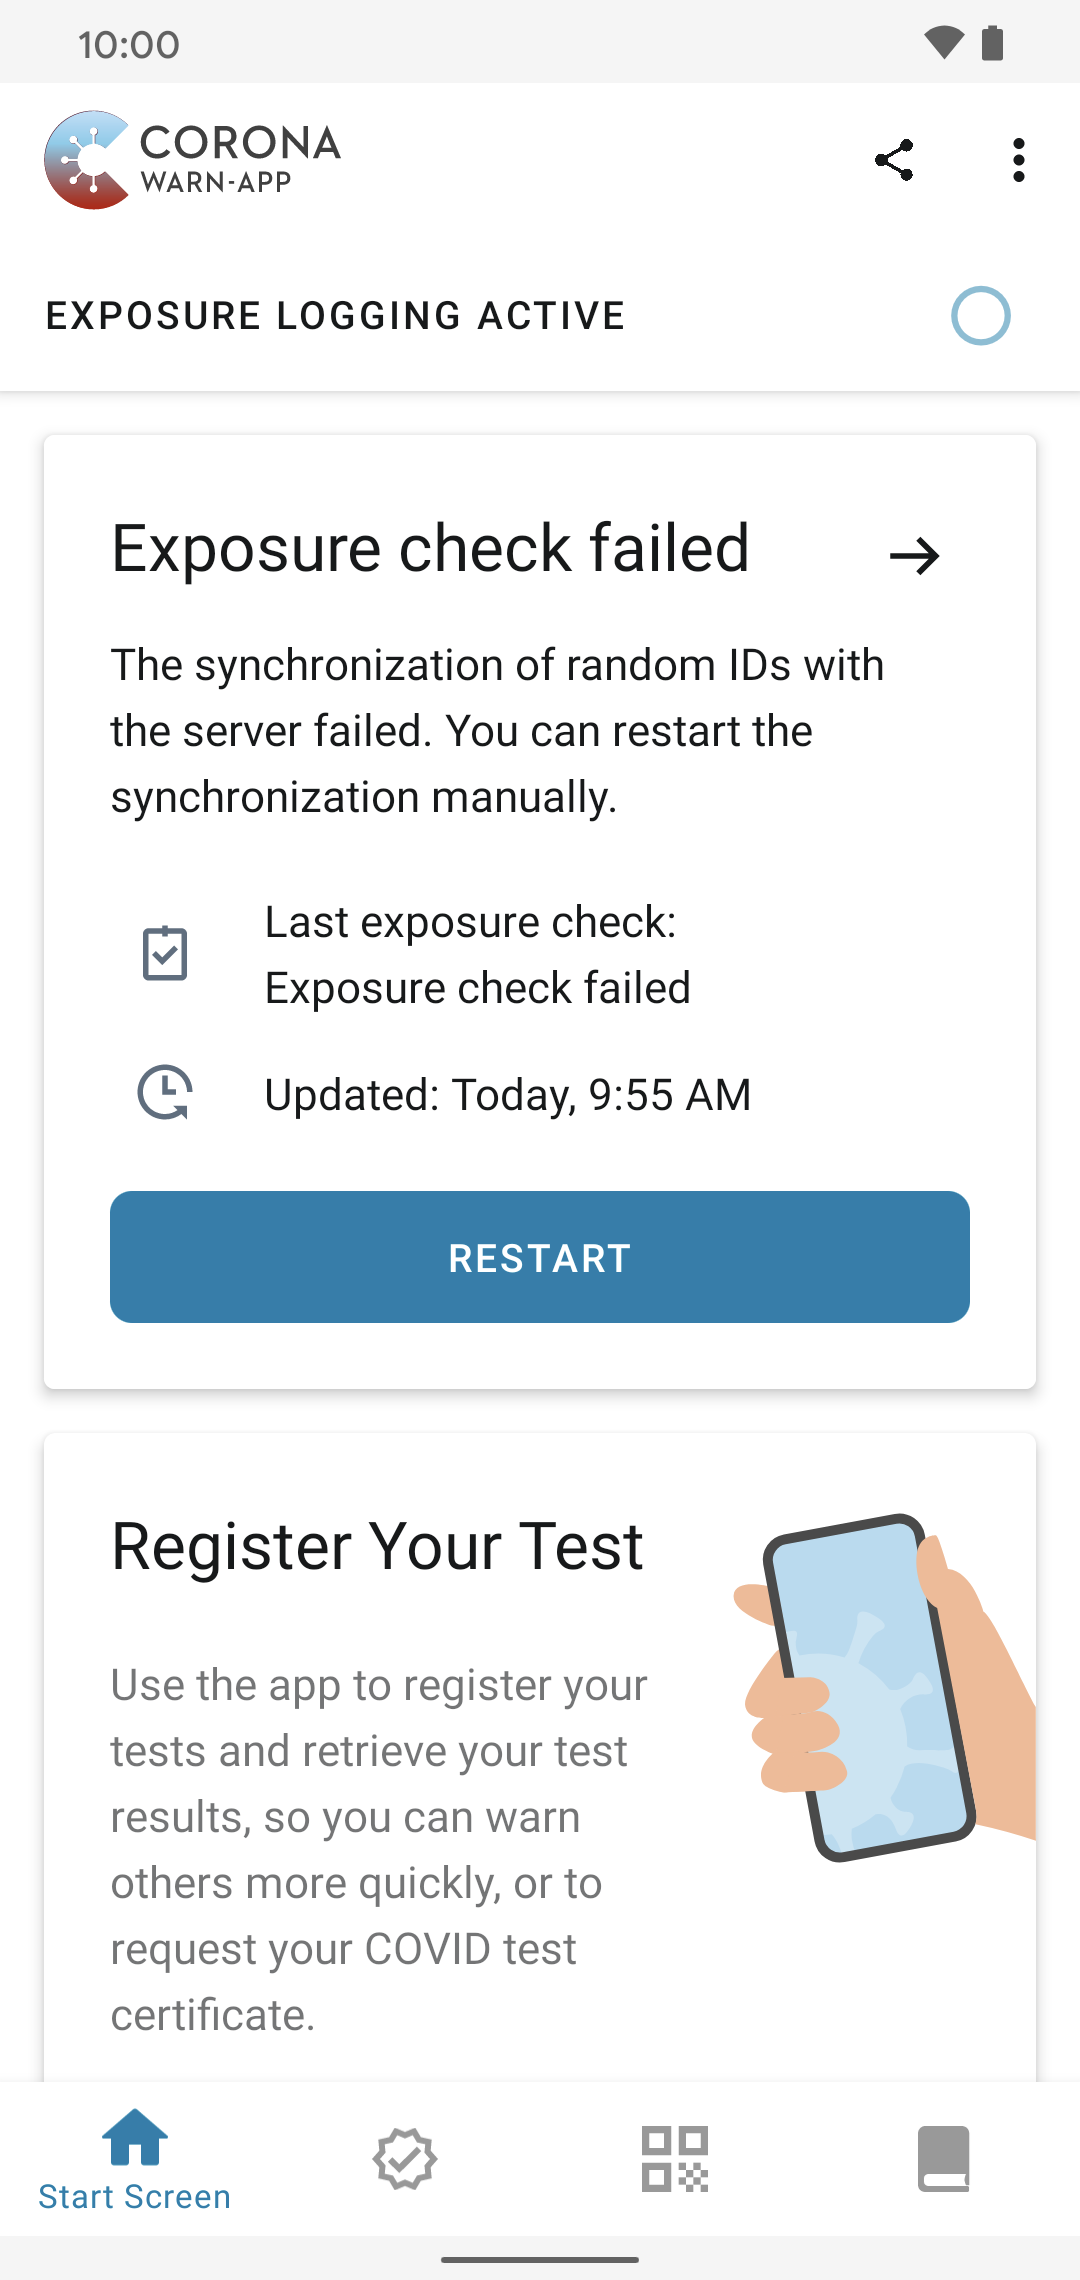 10:00
CORONA
WARN-APP
EXPOSURE LOGGING ACTIVE
Exposure check failed
The synchronization of random IDs with
the server failed. You can restart the
synchronization manually.
Last exposure check:
Exposure check failed
Updated: Today, 9:55 AM
RESTART
Register Your Test
Use the app to register your
tests and retrieve your test
results, so you can warn
others more quickly, or to
request your COVID test
certificate.
Start Screen